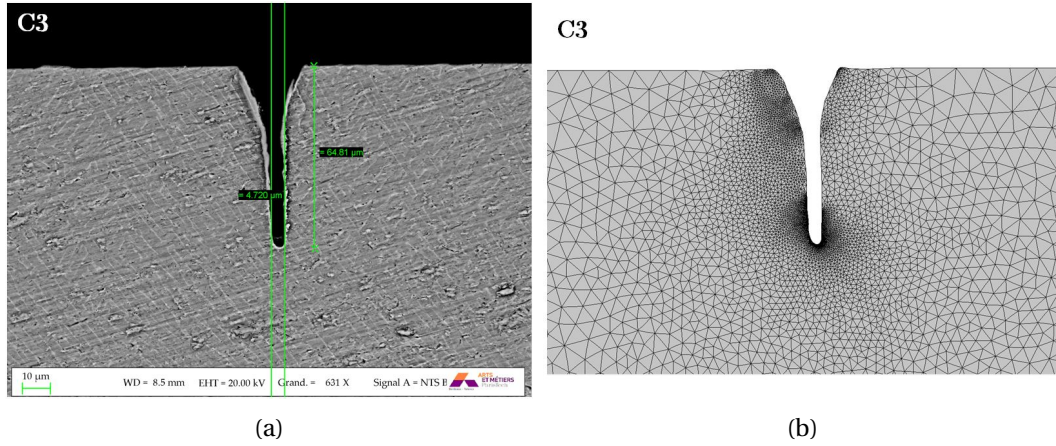 C3
= 64.81 µm
= 4.720 µm
10 µm
WD = 8.5 mm EHT = 20.00 kV Grand. = 631 X Signal A = NTS B
ARTS
ET MÉTIERS
ParisTech
(a)
C3
(b)